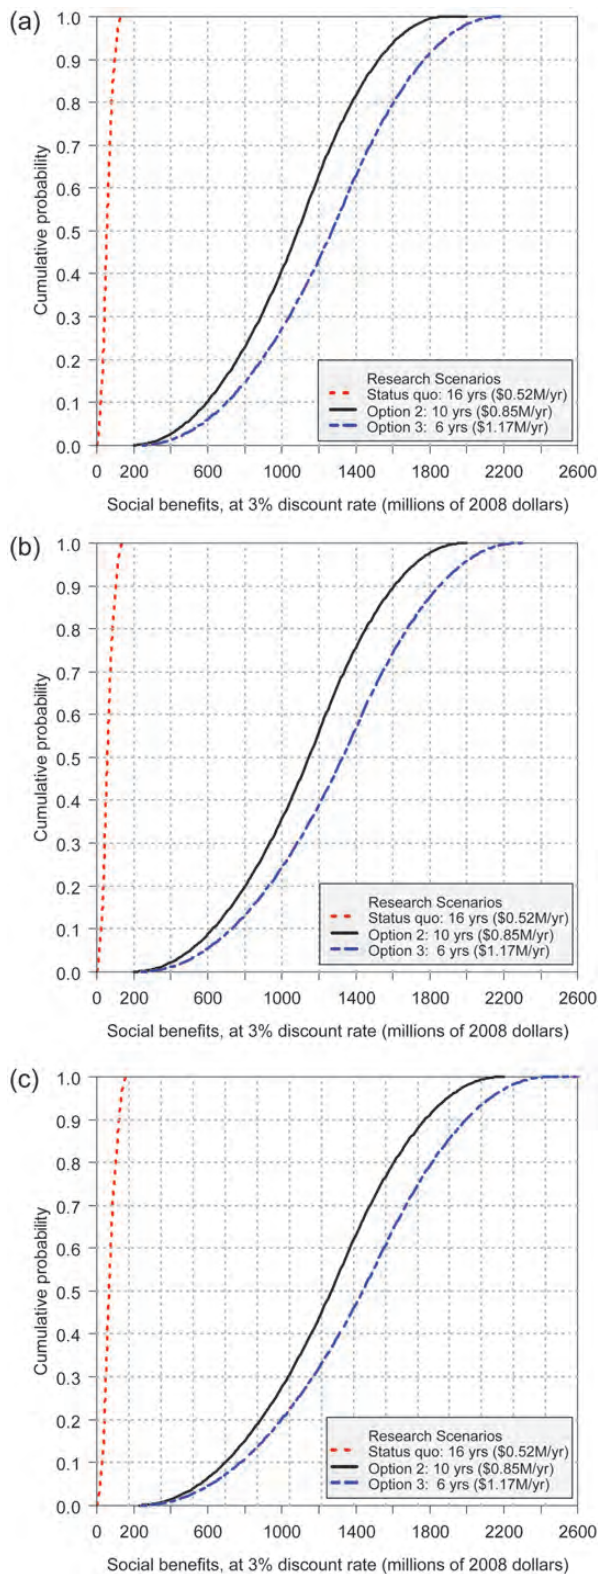 (a)
1.0
0.9
0.8
0.7
0.6
0.5
0.4
0.3
0.2
0.1
0.0
Cumulative probability
Research Scenarios
Status quo: 16 yrs ($0.52M/yr)
Option 2: 10 yrs ($0.85M/yr)
Option 3: 6 yrs ($1.17M/yr)
0 200 600 1000 1400 1800 2200 2600
Social benefits, at 3% discount rate (millions of 2008 dollars)
(b)
1.0
0.9
0.8
0.7
0.6
0.5
0.4
0.3
0.2
0.1
0.0
Cumulative probability
Research Scenarios
Status quo: 16 yrs ($0.52M/yr)
Option 2: 10 yrs ($0.85M/yr)
Option 3: 6 yrs ($1.17M/yr)
0 200 600 1000 1400 1800 2200 2600
Social benefits, at 3% discount rate (millions of 2008 dollars)
(c)
1.0
0.9
0.8
0.7
0.6
0.5
0.4
0.3
0.2
0.1
0.0
Cumulative probability
Research Scenarios
Status quo: 16 yrs ($0.52M/yr)
Option 2: 10 yrs ($0.85M/yr)
Option 3: 6 yrs ($1.17M/yr)
0 200 600 1000 1400 1800 2200 2600
Social benefits, at 3% discount rate (millions of 2008 dollars)